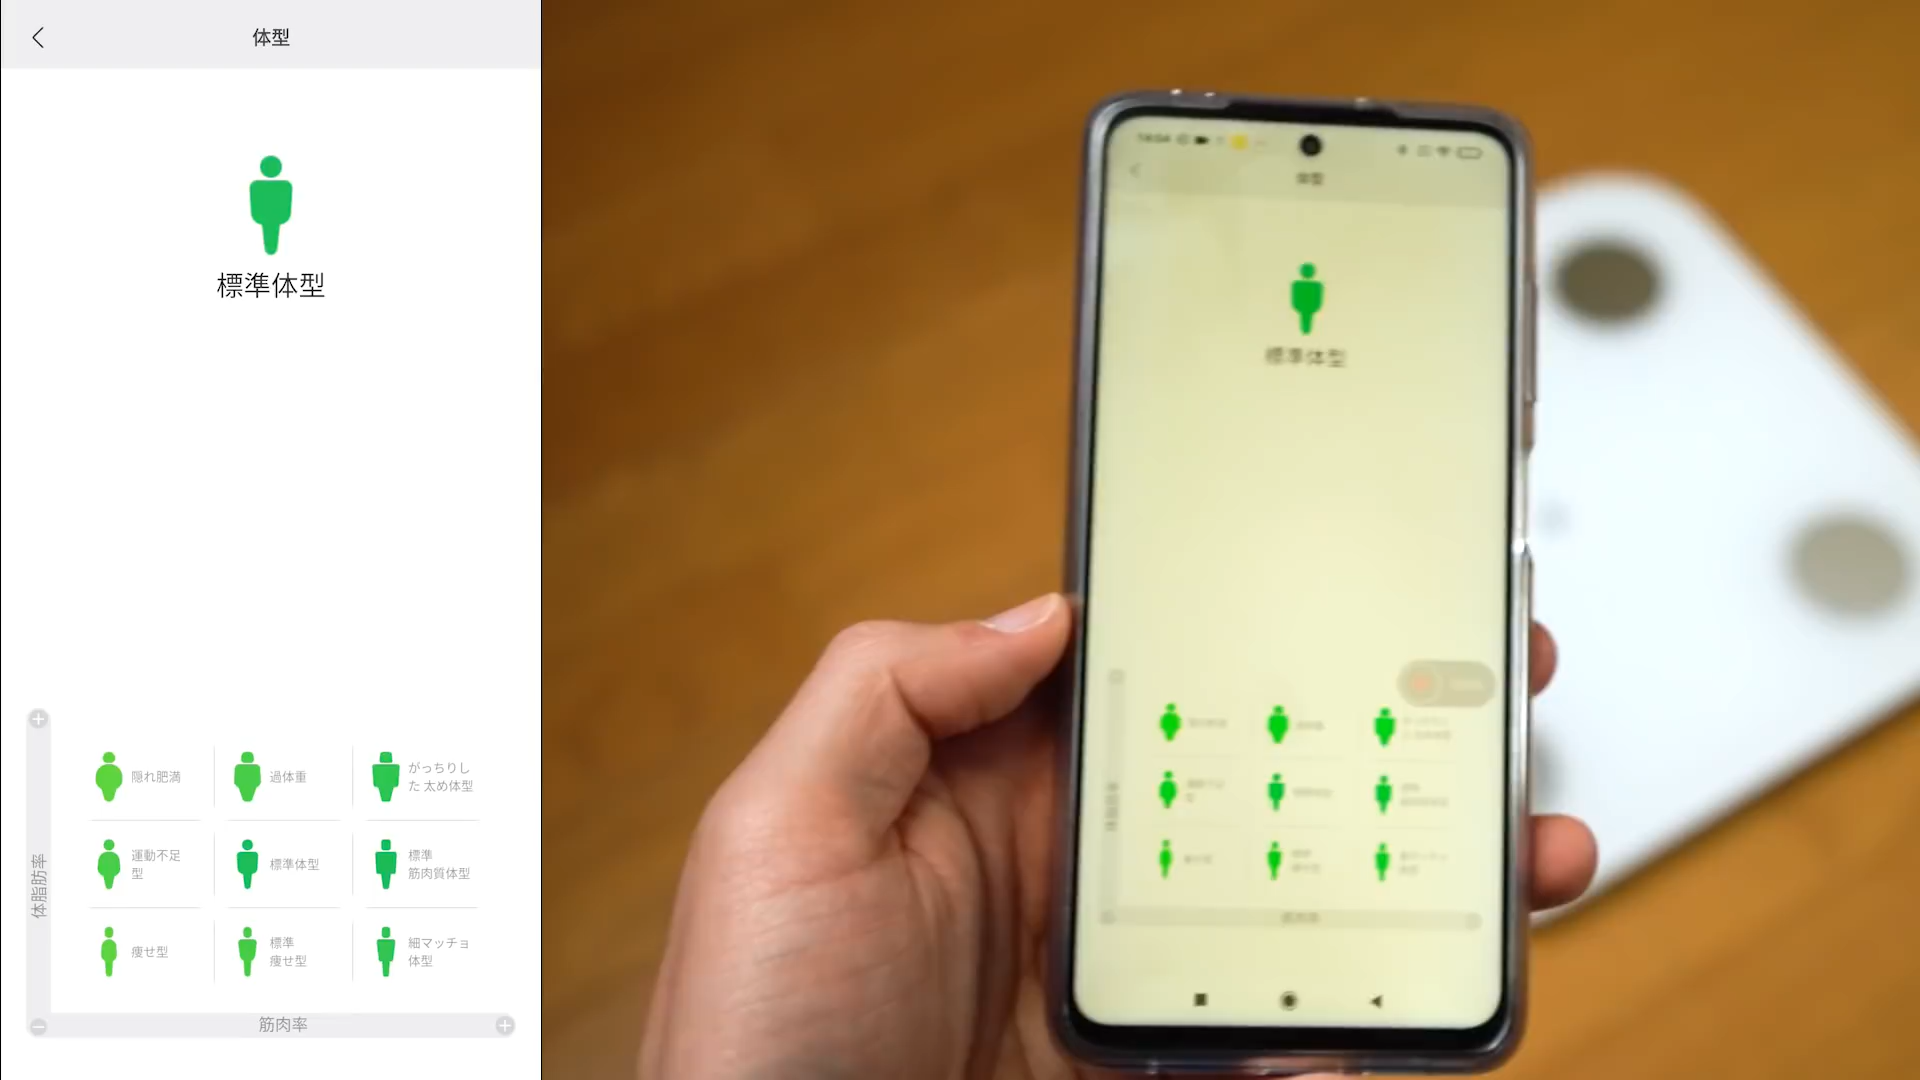 体型
標準体型
隠れ肥満
過体重
がっちりし
た 太め体型
運動不足
型
標準体型
標準
筋肉質体型
痩せ型
標準
痩せ型
細マッチョ
体型
体脂肪率
筋肉率
体型
標準体型